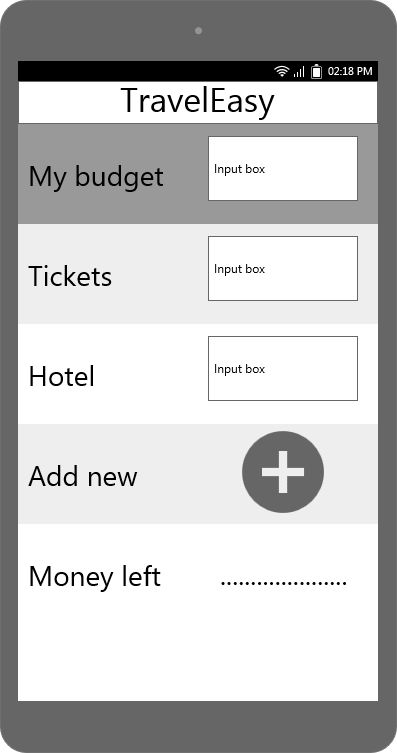 02:18 PM
TravelEasy
My budget
Input box
Tickets
Input box
Hotel
Input box
Add new
Money left .....................